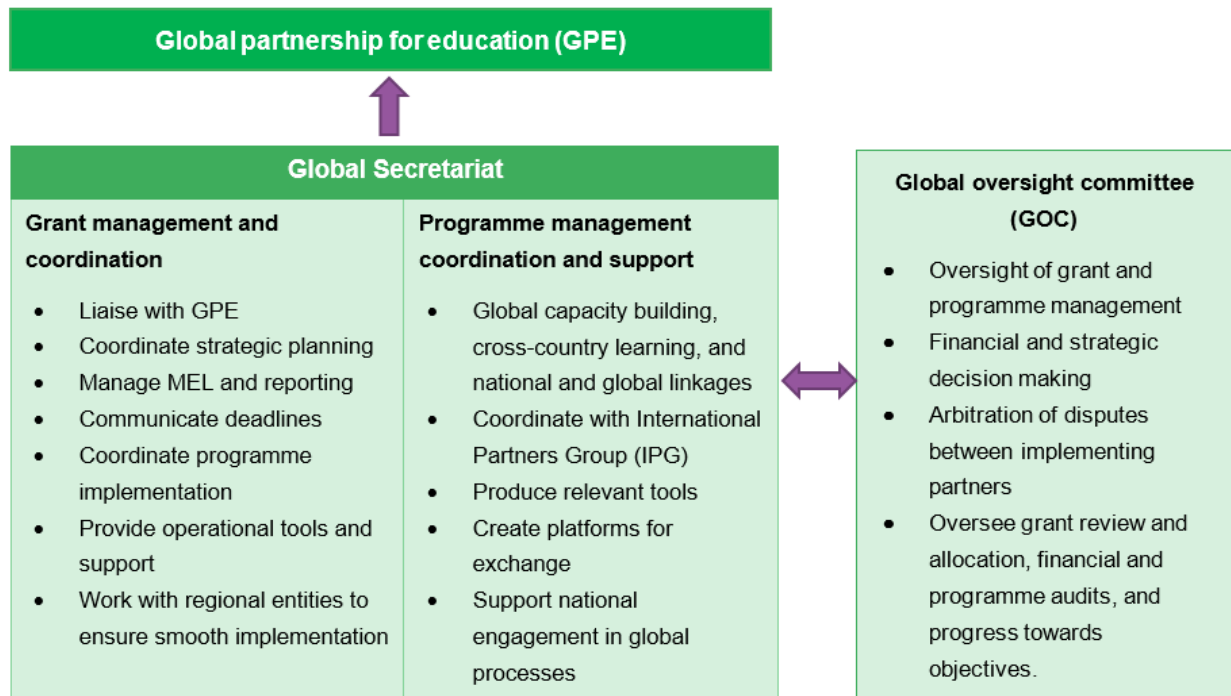 Global partnership for education (GPE)
Global Secretariat
Grant management and
coordination
• Liaise with GPE
• Coordinate strategic planning
• Manage MEL and reporting
• Communicate deadlines
• Coordinate programme
implementation
• Provide operational tools and
support
• Work with regional entities to
ensure smooth implementation
Programme management
coordination and support
• Global capacity building,
cross-country learning, and
national and global linkages
• Coordinate with International
Partners Group (IPG)
• Produce relevant tools
• Create platforms for
exchange
• Support national
engagement in global
processes
Global oversight committee
(GOC)
• Oversight of grant and
programme management
• Financial and strategic
decision making
• Arbitration of disputes
between implementing
partners
• Oversee grant review and
allocation, financial and
programme audits, and
progress towards
objectives.